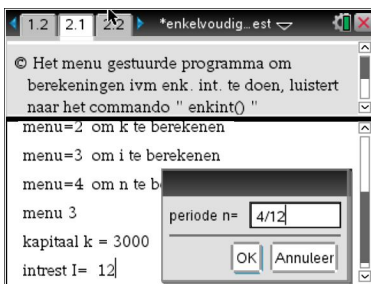 1.2 2.1 2.2 *enkelvoudig…est
© Het menu gestuurde programma om
berekeningen ivm enk. int. te doen, luistert
naar het commando " enkint() "
menu=2 om k te berekenen
menu=3 om i te berekenen
menu=4 om n te b
menu 3
periode n= 4/12
kapitaal k = 3000
OK Annuleer
intrest I= 12